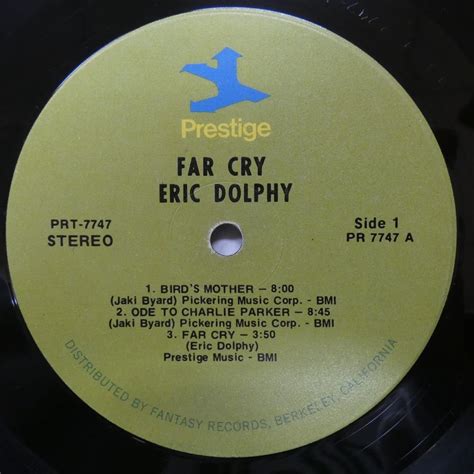 Prestige
FAR CRY
ERIC DOLPHY
PRT-7747
STEREO
Side 1
PR 7747 A
1. BIRD'S MOTHER — 8:00
(Jaki Byard) Pickering Music Corp. - BMI
2. ODE TO CHARLIE PARKER — 8:45
(Jaki Byard) Pickering Music Corp. - BMI
3. FAR CRY — 3:50
(Eric Dolphy)
Prestige Music - BMI
DISTRIBUTED BY FANTASY RECORDS, BERKELEY, CALIFORNIA